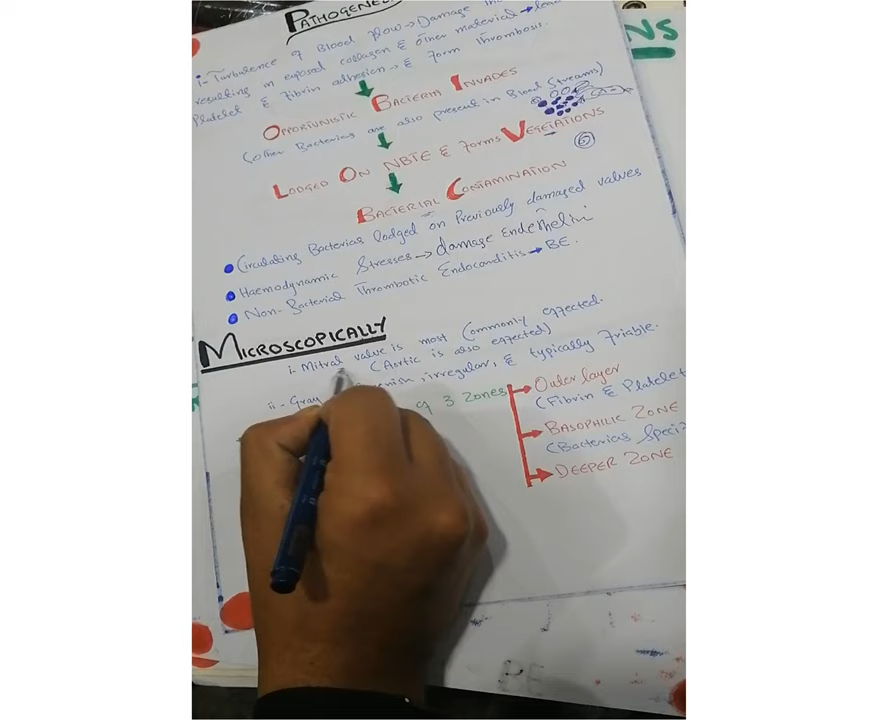 PATHOGENE
NS
i- Turbulence of Blood flow → Damage
resulting in exposed collagen & other material →
Platelet & Fibrin adhesion → & form Thrombous.
OPPORTUNISTIC BACTERIA INVADES
(other Bacterias are also present in Blood Streams)
LODGED ON NBTE & forms VEGETATIONS
BACTERIAL CONTAMINATION
Circulating Bacterias lodged on Previously damaged valves
Haemodynamic Stresses → damage Endothelin
Non-Bacterial Thrombotic Endocanditis → BE.
MICROSCOPICALLY
i. Mitral valve is most Commonly effected.
(Aortic is also effected)
ii- Gray irregular, & typically friable.
of 3 Zones
Outer layer
(Fibrin & Platelet
BASOPHILIC ZONE
(Bacterias Speci
DEEPER ZONE